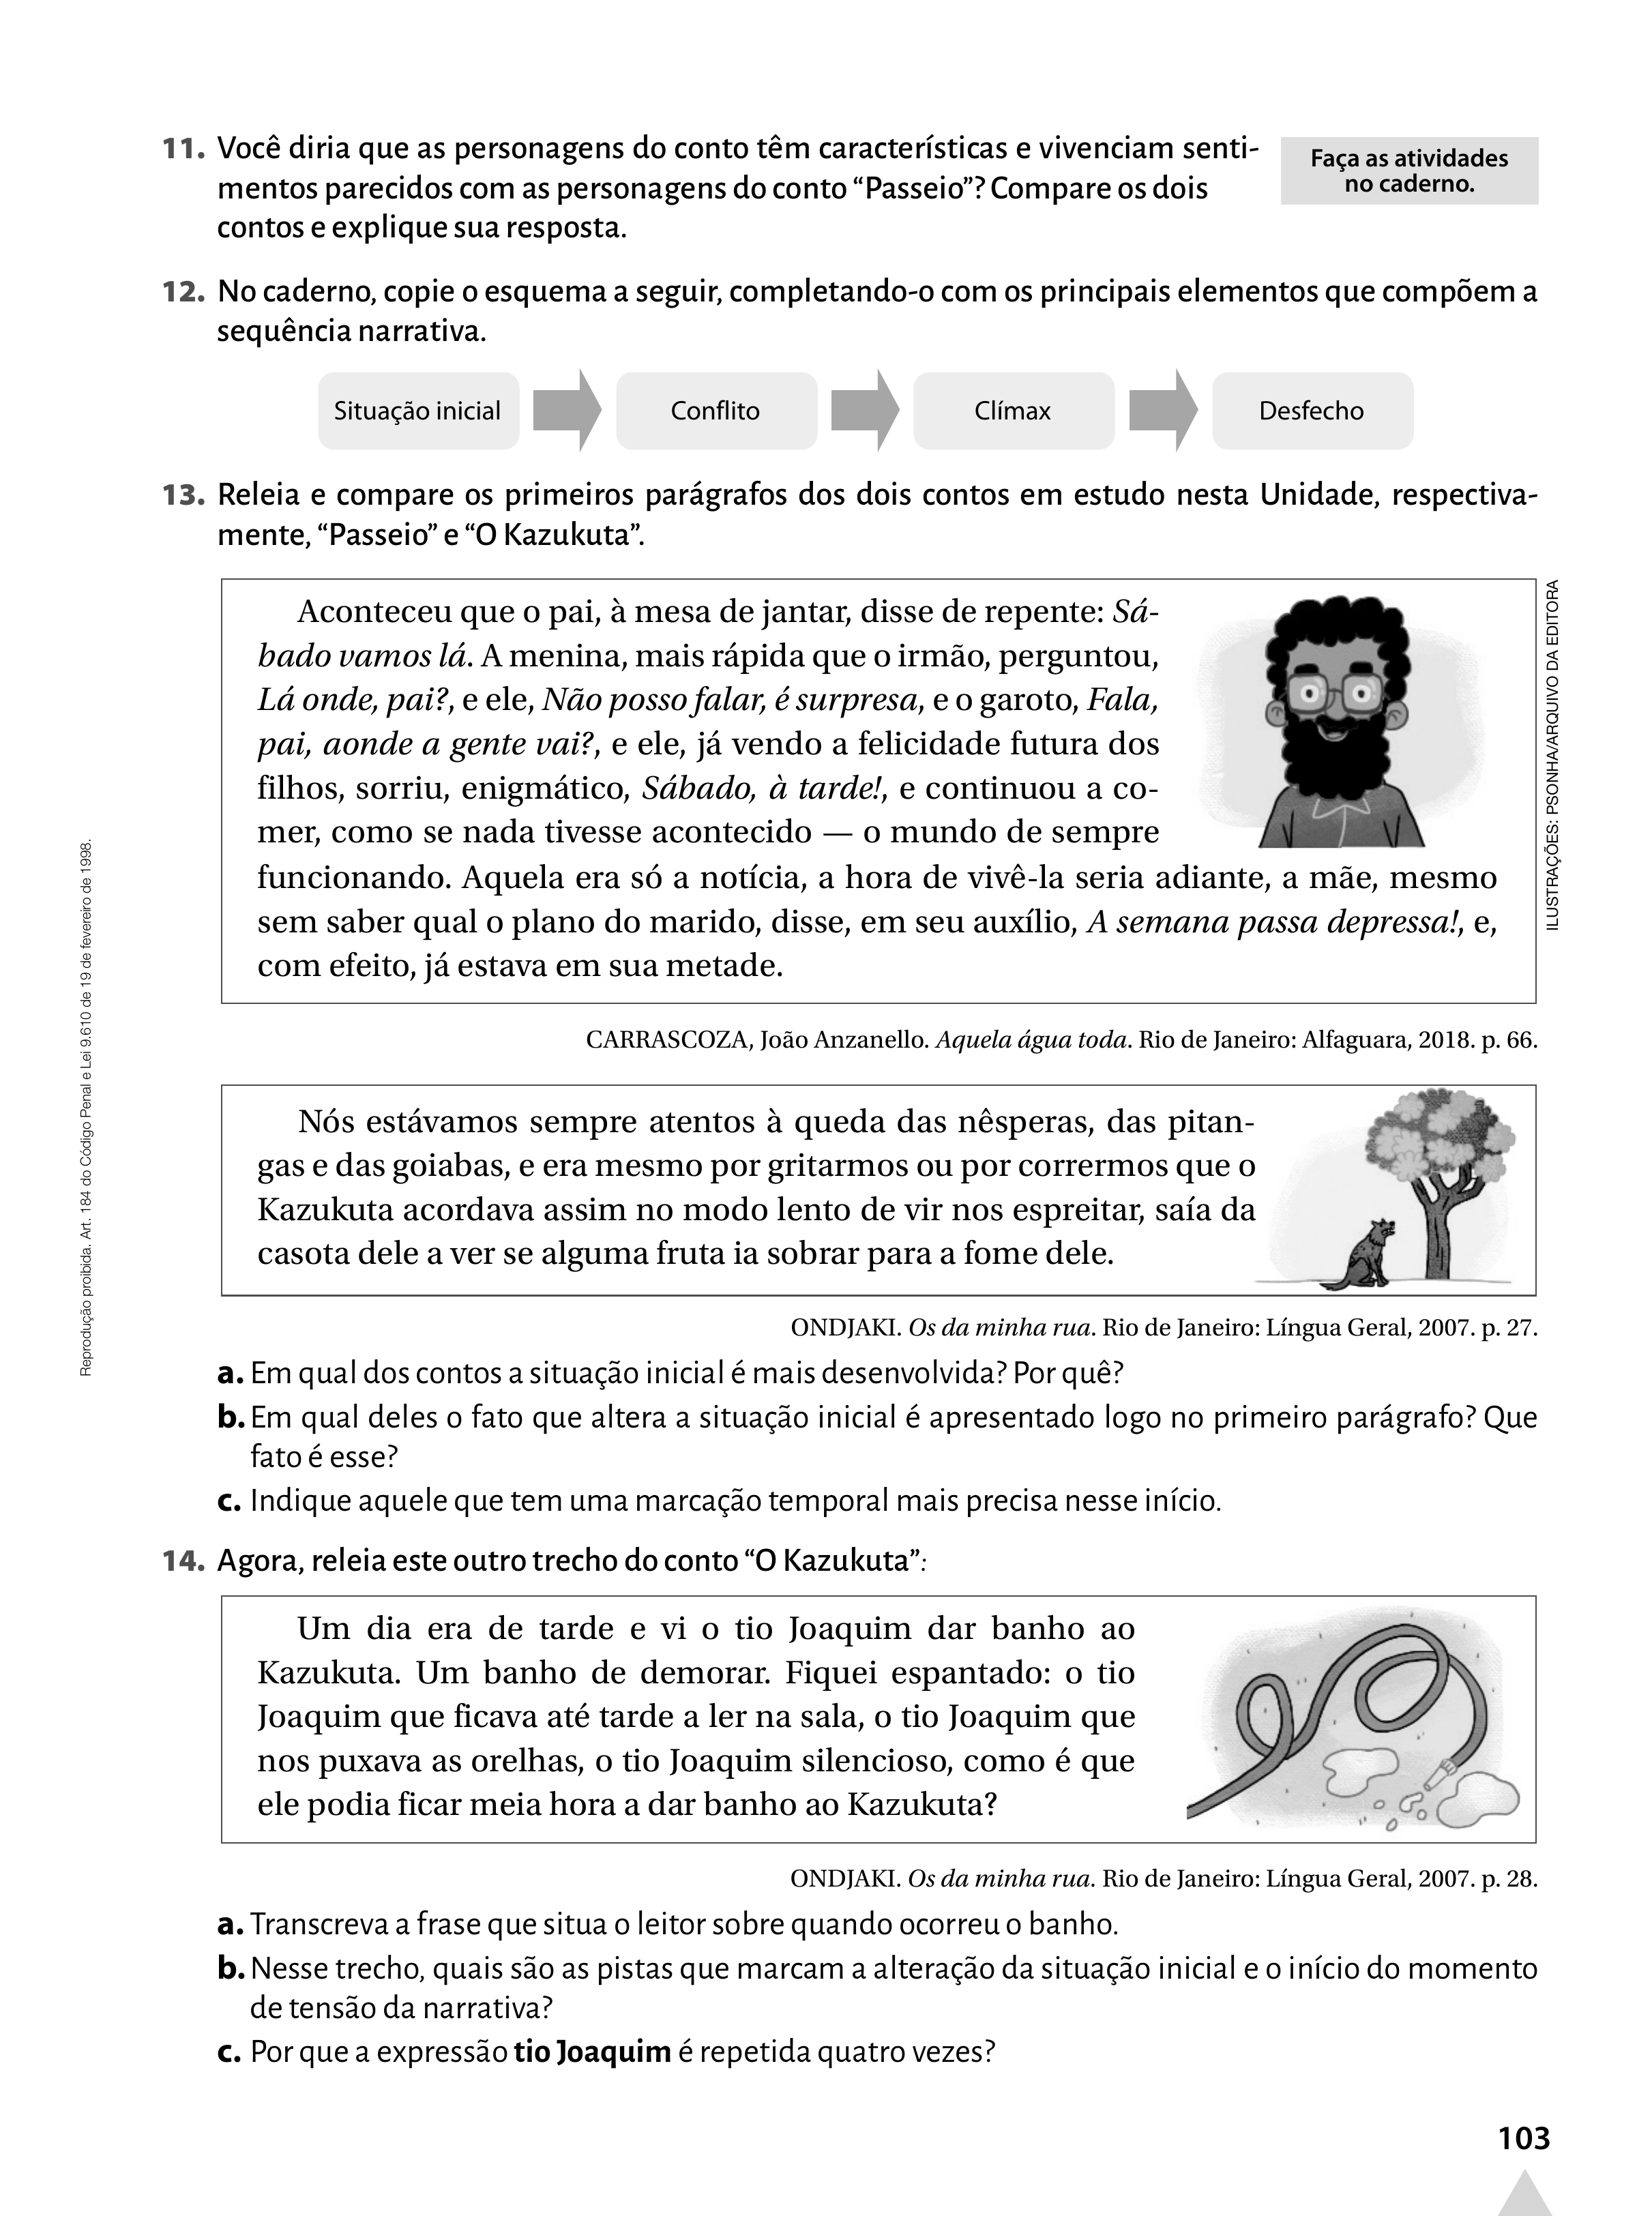 11. Você diria que as personagens do conto têm características e vivenciam senti-
mentos parecidos com as personagens do conto “Passeio”? Compare os dois
contos e explique sua resposta.
Faça as atividades
no caderno.
12. No caderno, copie o esquema a seguir, completando-o com os principais elementos que compõem a
sequência narrativa.
Situação inicial
Conflito
Clímax
Desfecho
13. Releia e compare os primeiros parágrafos dos dois contos em estudo nesta Unidade, respectiva-
mente, “Passeio” e “O Kazukuta”.
Aconteceu que o pai, à mesa de jantar, disse de repente: Sá-
bado vamos lá. A menina, mais rápida que o irmão, perguntou,
Lá onde, pai?, e ele, Não posso falar, é surpresa, e o garoto, Fala,
pai, aonde a gente vai?, e ele, já vendo a felicidade futura dos
filhos, sorriu, enigmático, Sábado, à tarde!, e continuou a co-
mer, como se nada tivesse acontecido — o mundo de sempre
funcionando. Aquela era só a notícia, a hora de vivê-la seria adiante, a mãe, mesmo
sem saber qual o plano do marido, disse, em seu auxílio, A semana passa depressa!, e,
com efeito, já estava em sua metade.
ILUSTRAÇÕES: PSONHA/ARQUIVO DA EDITORA
CARRASCOZA, João Anzanello. Aquela água toda. Rio de Janeiro: Alfaguara, 2018. p. 66.
Nós estávamos sempre atentos à queda das nêsperas, das pitan-
gas e das goiabas, e era mesmo por gritarmos ou por corrermos que o
Kazukuta acordava assim no modo lento de vir nos espreitar, saía da
casota dele a ver se alguma fruta ia sobrar para a fome dele.
ONDJAKI. Os da minha rua. Rio de Janeiro: Língua Geral, 2007. p. 27.
a. Em qual dos contos a situação inicial é mais desenvolvida? Por quê?
b. Em qual deles o fato que altera a situação inicial é apresentado logo no primeiro parágrafo? Que
fato é esse?
c. Indique aquele que tem uma marcação temporal mais precisa nesse início.
14. Agora, releia este outro trecho do conto “O Kazukuta”:
Um dia era de tarde e vi o tio Joaquim dar banho ao
Kazukuta. Um banho de demorar. Fiquei espantado: o tio
Joaquim que ficava até tarde a ler na sala, o tio Joaquim que
nos puxava as orelhas, o tio Joaquim silencioso, como é que
ele podia ficar meia hora a dar banho ao Kazukuta?
ONDJAKI. Os da minha rua. Rio de Janeiro: Língua Geral, 2007. p. 28.
a. Transcreva a frase que situa o leitor sobre quando ocorreu o banho.
b. Nesse trecho, quais são as pistas que marcam a alteração da situação inicial e o início do momento
de tensão da narrativa?
c. Por que a expressão tio Joaquim é repetida quatro vezes?
Reprodução proibida. Art. 184 do Código Penal e Lei 9.610 de 19 de fevereiro de 1998.
103